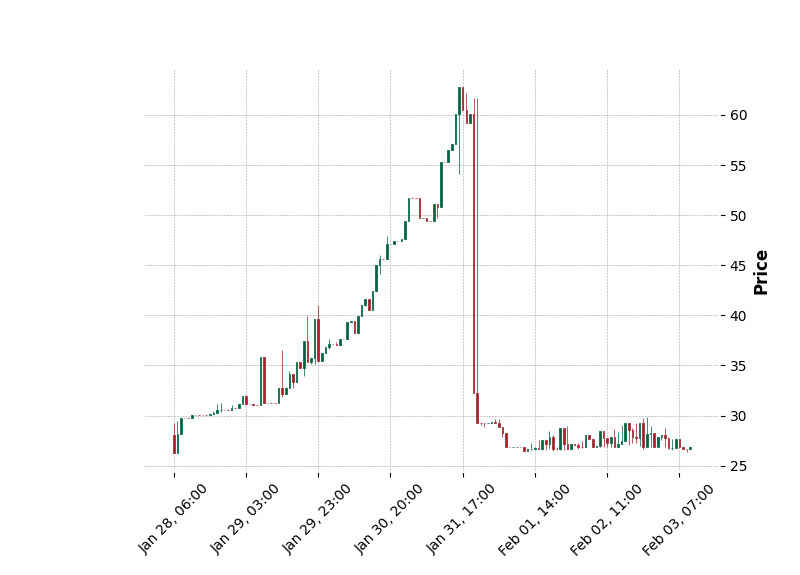 60
55
50
45
40
35
30
25
Price
Jan 28, 06:00
Jan 29, 03:00
Jan 29, 23:00
Jan 30, 20:00
Jan 31, 17:00
Feb 01, 14:00
Feb 02, 11:00
Feb 03, 07:00